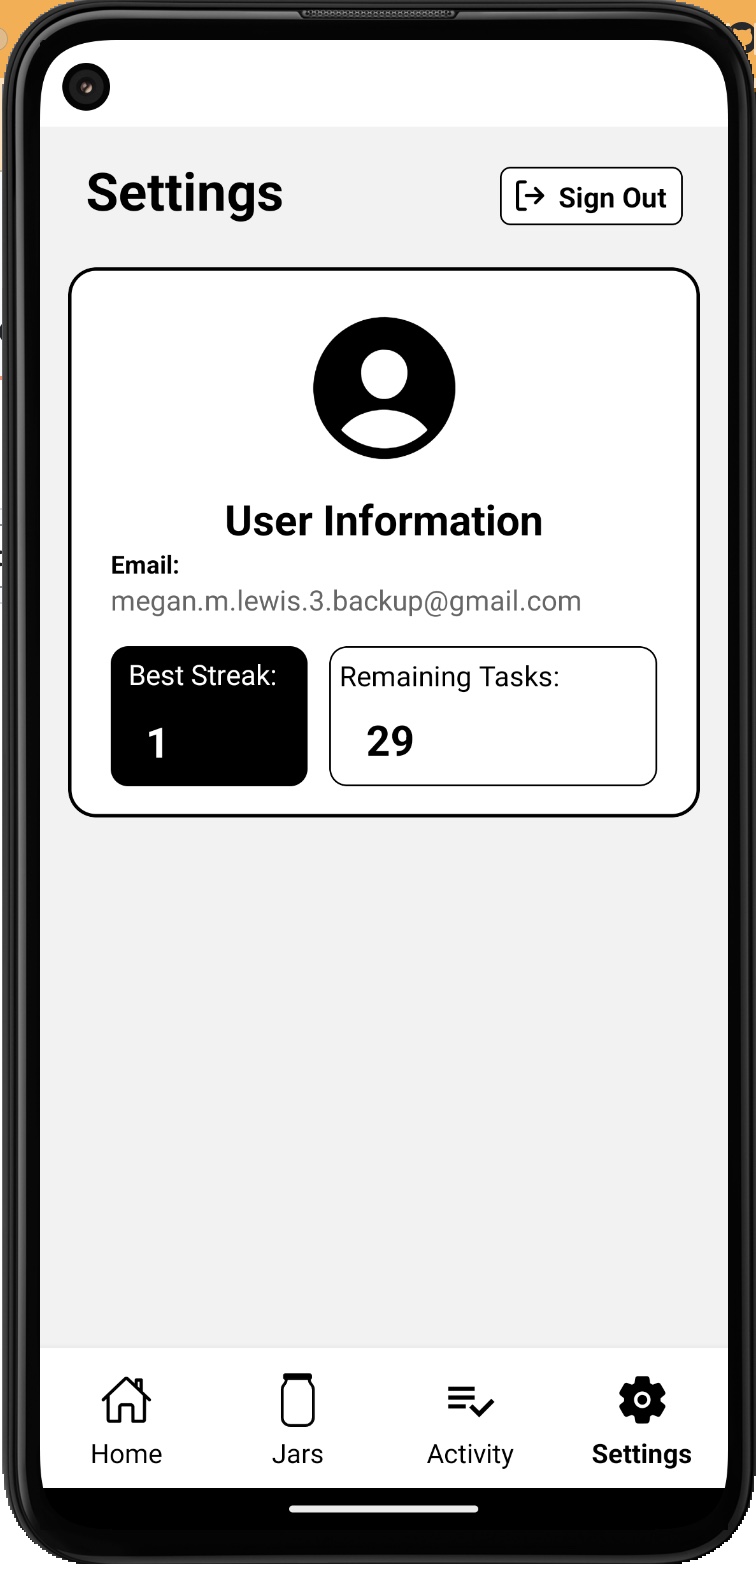 Settings
Sign Out
User Information
Email:
megan.m.lewis.3.backup@gmail.com
Best Streak:
1
Remaining Tasks:
29
Home
Jars
Activity
Settings